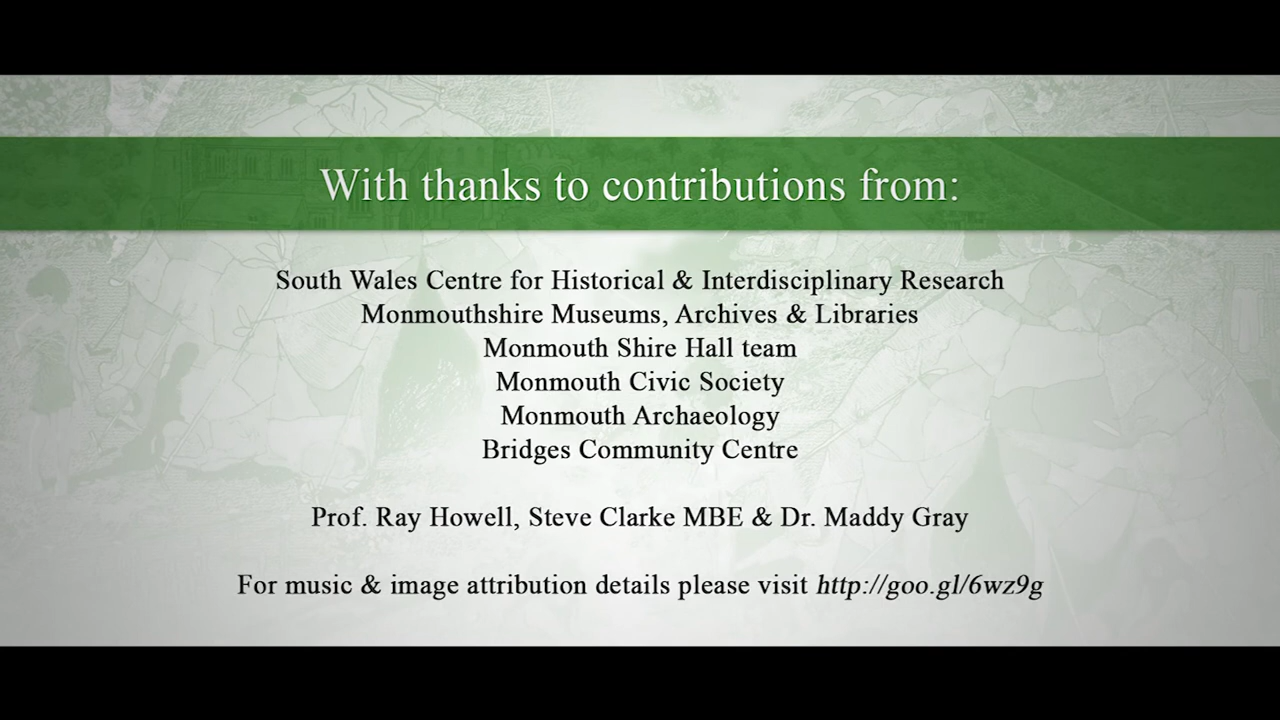 With thanks to contributions from:
South Wales Centre for Historical & Interdisciplinary Research
Monmouthshire Museums, Archives & Libraries
Monmouth Shire Hall team
Monmouth Civic Society
Monmouth Archaeology
Bridges Community Centre
Prof. Ray Howell, Steve Clarke MBE & Dr. Maddy Gray
For music & image attribution details please visit http://goo.gl/6wz9g